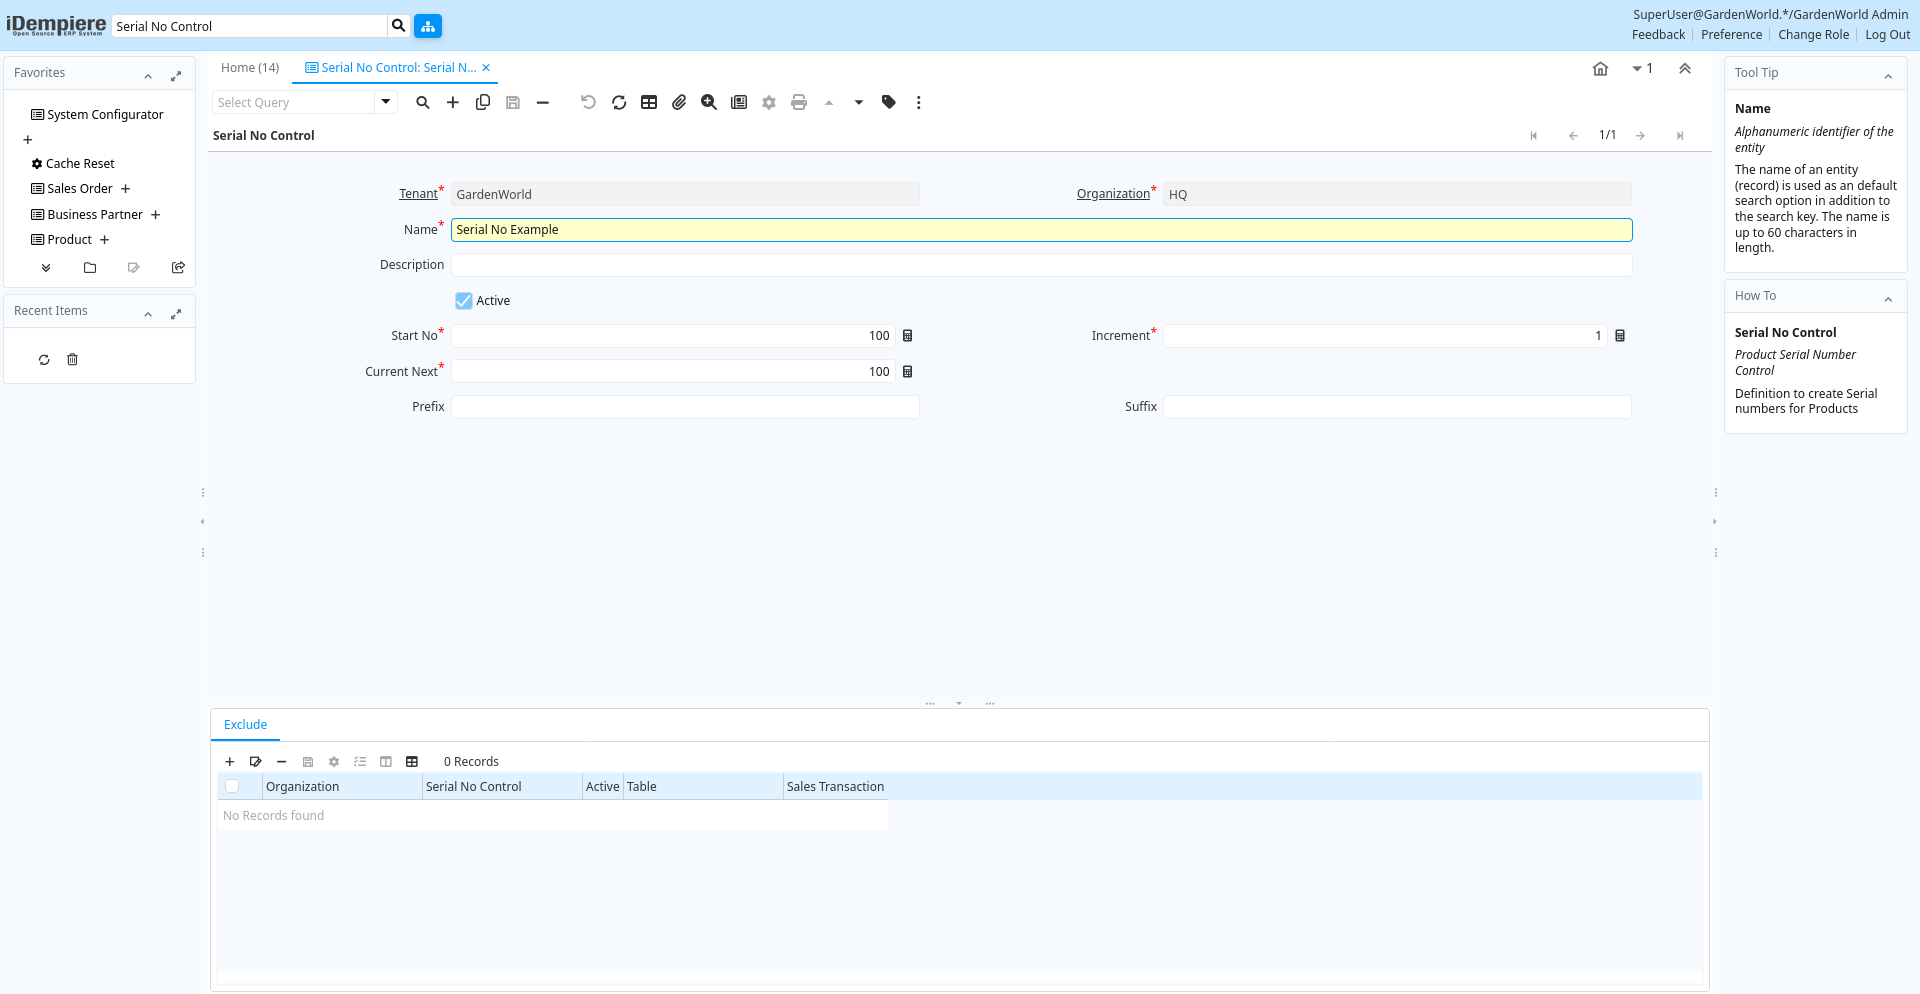 iDempiere
Open Source ERP System
Serial No Control
SuperUser@GardenWorld.*/GardenWorld Admin
Feedback
Preference
Change Role
Log Out
Favorites
System Configurator
Cache Reset
Sales Order
Business Partner
Product
Recent Items
Home (14)
Serial No Control: Serial N...
1
Select Query
Serial No Control
1/1
Tenant*
GardenWorld
Organization*
HQ
Name*
Serial No Example
Description
Active
Start No*
100
Increment*
1
Current Next*
100
Prefix
Suffix
Exclude
0 Records
Organization
Serial No Control
Active
Table
Sales Transaction
No Records found
Tool Tip
Name
Alphanumeric identifier of the
entity
The name of an entity
(record) is used as an default
search option in addition to
the search key. The name is
up to 60 characters in
length.
How To
Serial No Control
Product Serial Number
Control
Definition to create Serial
numbers for Products